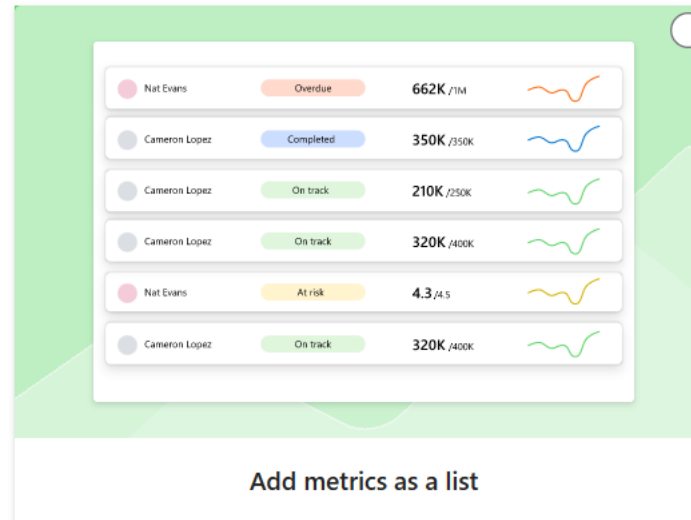 Nat Evans Overdue 662K /1M
Cameron Lopez Completed 350K /350K
Cameron Lopez On track 210K /250K
Cameron Lopez On track 320K /400K
Nat Evans At risk 4.3 /4.5
Cameron Lopez On track 320K /400K
Add metrics as a list